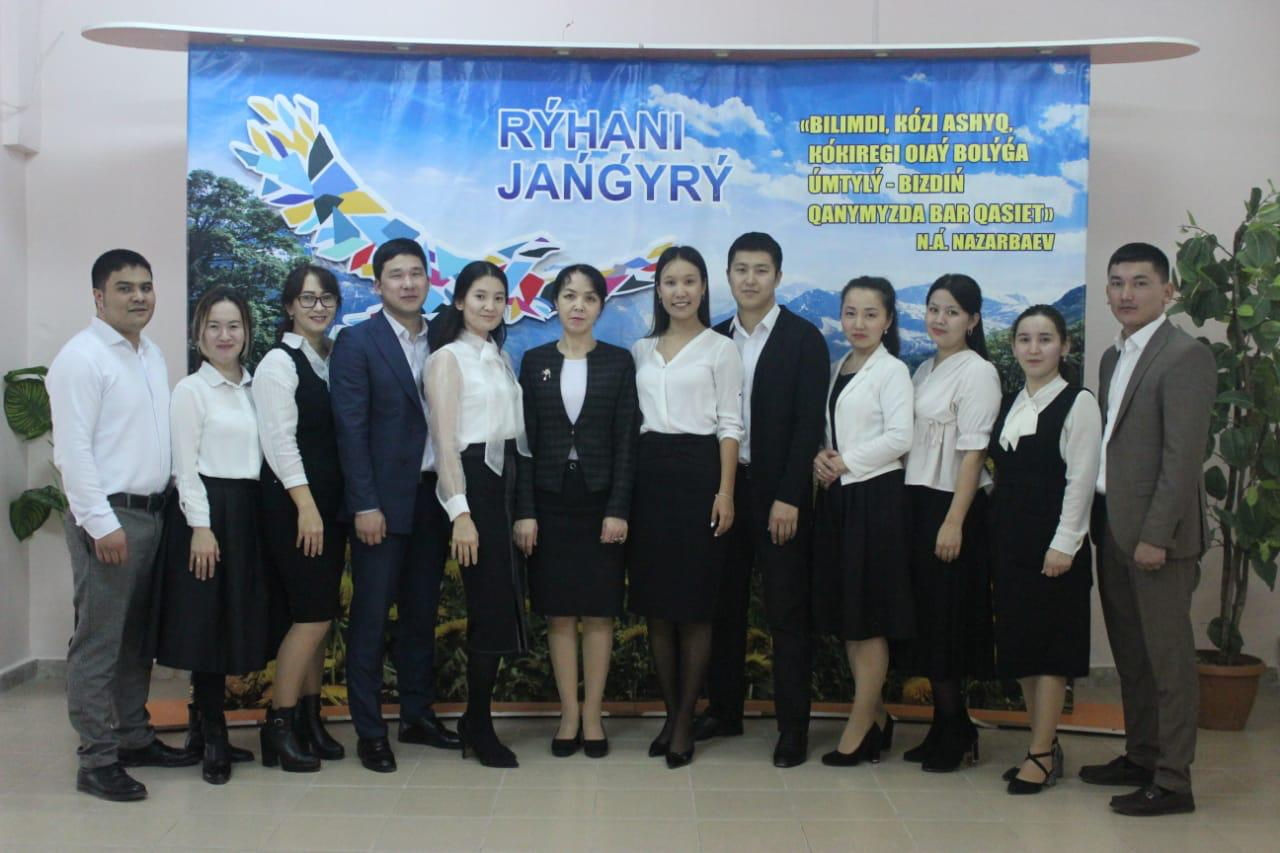 RÝHANI
JAŃǴYRÝ
«BILIMDI, KÓZI ASHYQ,
KÓKIREGI OIAÝ BOLÝǴA
ÚMTYLÝ - BIZDIŃ
QANYMYZDA BAR QASIET»
N.Á. NAZARBAEV